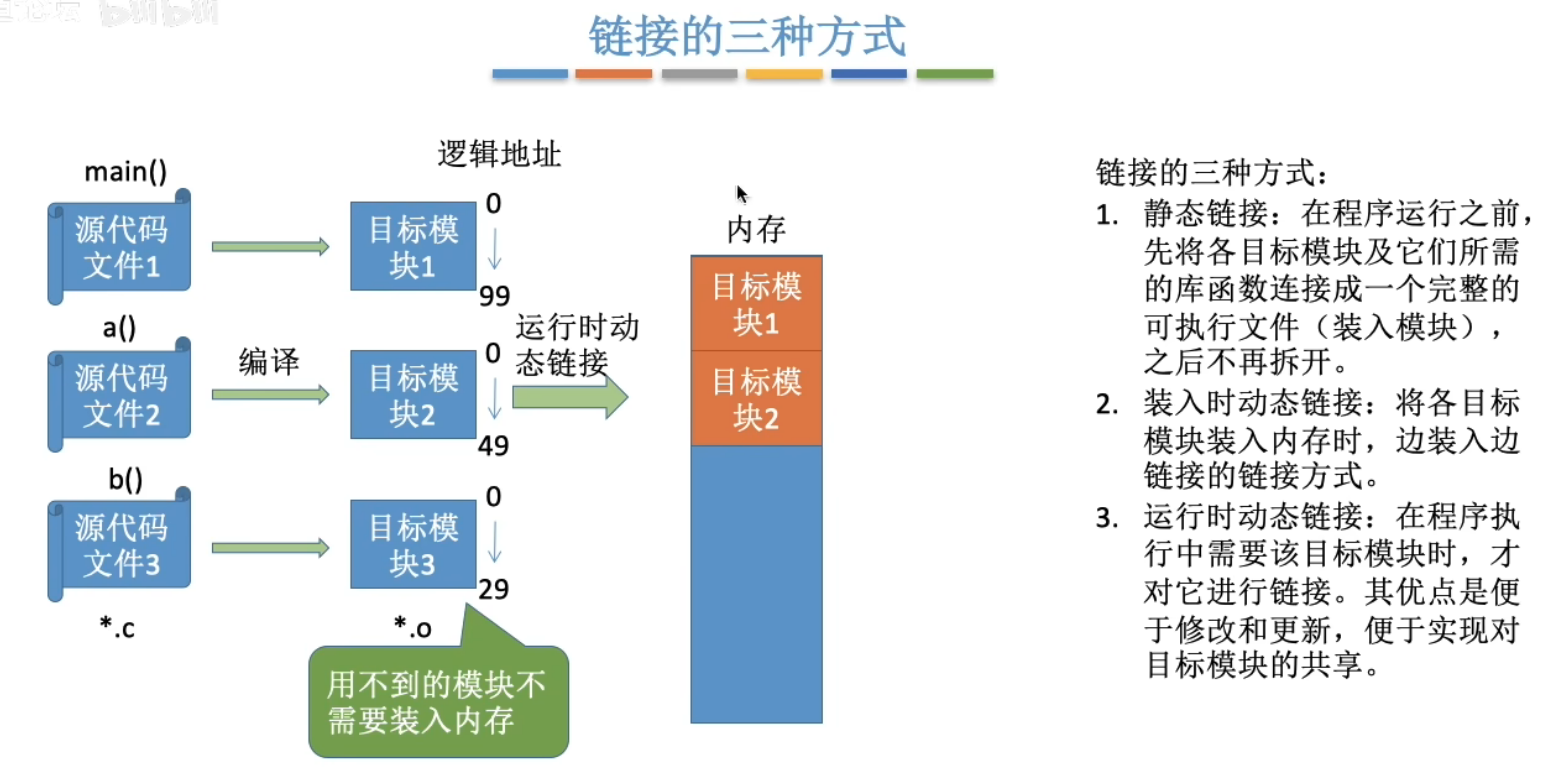 链接的三种方式
main()
源代码
文件1
a()
源代码
文件2
b()
源代码
文件3
*.c
编译
逻辑地址
目标模
块1
0
99
目标模
块2
0
49
目标模
块3
0
29
*.o
用不到的模块不
需要装入内存
运行时动
态链接
内存
目标模
块1
目标模
块2
链接的三种方式：
1. 静态链接：在程序运行之前，
先将各目标模块及它们所需
的库函数连接成一个完整的
可执行文件（装入模块），
之后不再拆开。
2. 装入时动态链接：将各目标
模块装入内存时，边装入边
链接的链接方式。
3. 运行时动态链接：在程序执
行中需要该目标模块时，才
对它进行链接。其优点是便
于修改和更新，便于实现对
目标模块的共享。